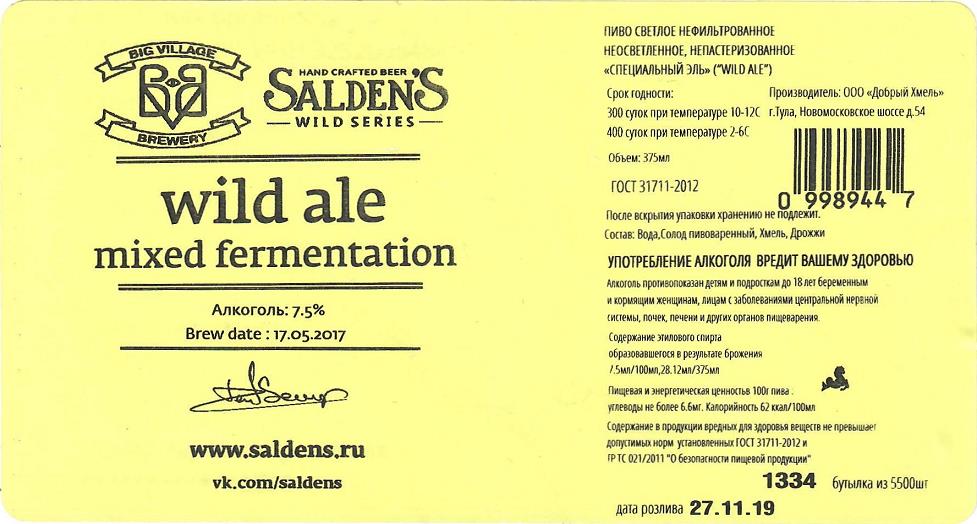 BIG VILLAGE
BREWERY
HAND CRAFTED BEER
SALDEN'S
WILD SERIES
wild ale
mixed fermentation
Алкоголь: 7.5%
Brew date : 17.05.2017
www.saldens.ru
vk.com/saldens
ПИВО СВЕТЛОЕ НЕФИЛЬТРОВАННОЕ
НЕОСВЕТЛЕННОЕ, НЕПАСТЕРИЗОВАННОЕ
«СПЕЦИАЛЬНЫЙ ЭЛЬ» ("WILD ALE")
Срок годности:
300 суток при температуре 10-12С
400 суток при температуре 2-6С
Производитель: ООО «Добрый Хмель»
г.Тула, Новомосковское шоссе д.54
Объем: 375мл
ГОСТ 31711-2012
0 998944 7
После вскрытия упаковки хранению не подлежит.
Состав: Вода,Солод пивоваренный, Хмель, Дрожжи
УПОТРЕБЛЕНИЕ АЛКОГОЛЯ ВРЕДИТ ВАШЕМУ ЗДОРОВЬЮ
Алкоголь противопоказан детям и подросткам до 18 лет беременным
и кормящим женщинам, лицам с заболеваниями центральной нервной
системы, почек, печени и других органов пищеварения.
Содержание этилового спирта
образовавшегося в результате брожения
7.5мл/100мл,28.12мл/375мл
Пищевая и энергетическая ценностьв 100г пива .
углеводы не более 6.6мг. Калорийность 62 ккал/100мл
Содержание в продукции вредных для здоровья веществ не превышает
допустимых норм установленных ГОСТ 31711-2012 и
ТР ТС 021/2011 "О безопасности пищевой продукции"
1334 бутылка из 5500шт
дата розлива 27.11.19